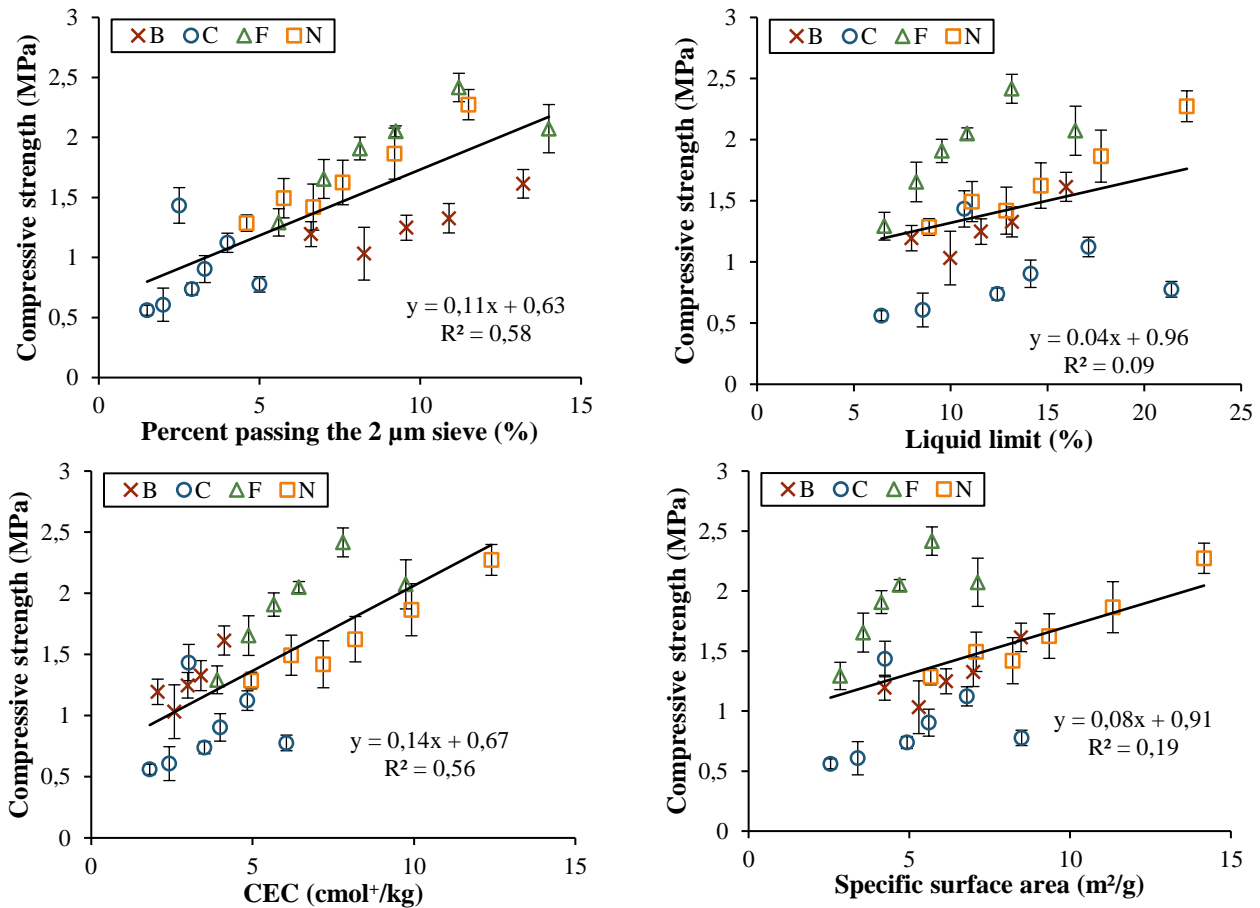 Compressive strength (MPa)
3
2,5
2
1,5
1
0,5
0
B C F N
y = 0,11x + 0,63
R² = 0,58
0 5 10 15
Percent passing the 2 µm sieve (%)
Compressive strength (MPa)
3
2,5
2
1,5
1
0,5
0
B C F N
y = 0.04x + 0.96
R² = 0.09
0 5 10 15 20 25
Liquid limit (%)
Compressive strength (MPa)
3
2,5
2
1,5
1
0,5
0
B C F N
y = 0,14x + 0,67
R² = 0,56
0 5 10 15
CEC (cmol⁺/kg)
Compressive strength (MPa)
3
2,5
2
1,5
1
0,5
0
B C F N
y = 0,08x + 0,91
R² = 0,19
0 5 10 15
Specific surface area (m²/g)